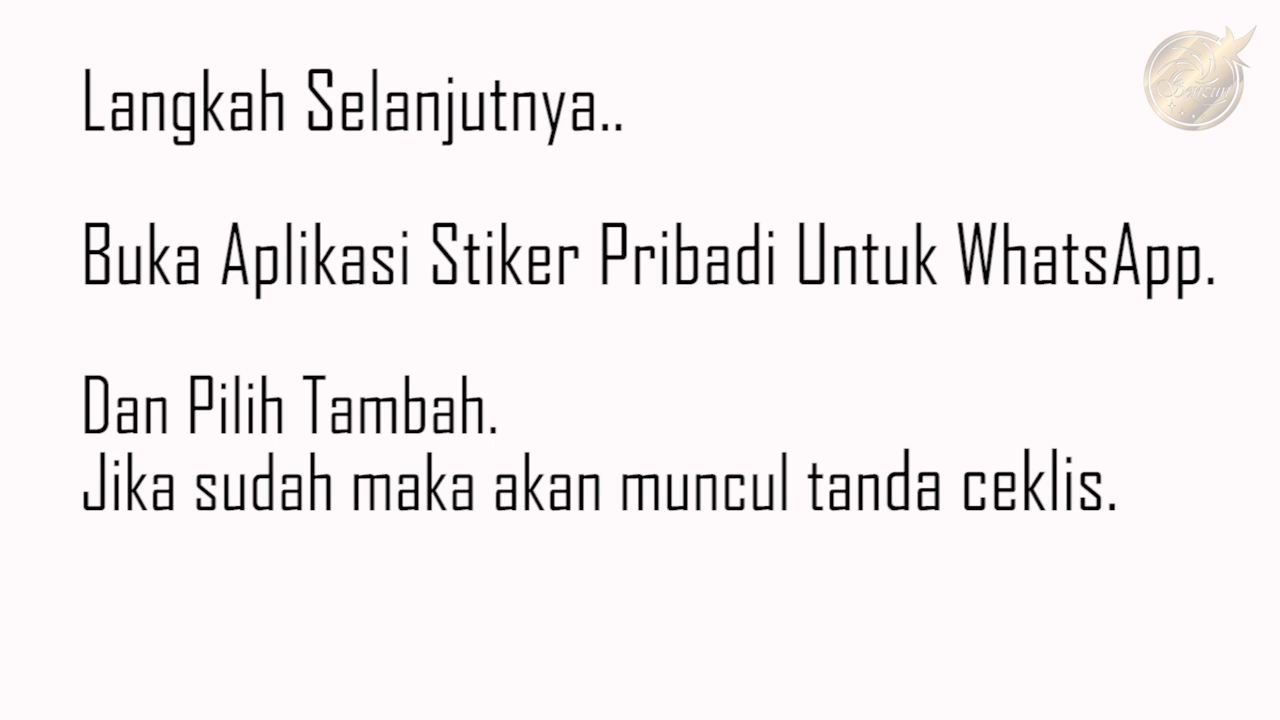 Langkah Selanjutnya..
Buka Aplikasi Stiker Pribadi Untuk WhatsApp.
Dan Pilih Tambah.
Jika sudah maka akan muncul tanda ceklis.